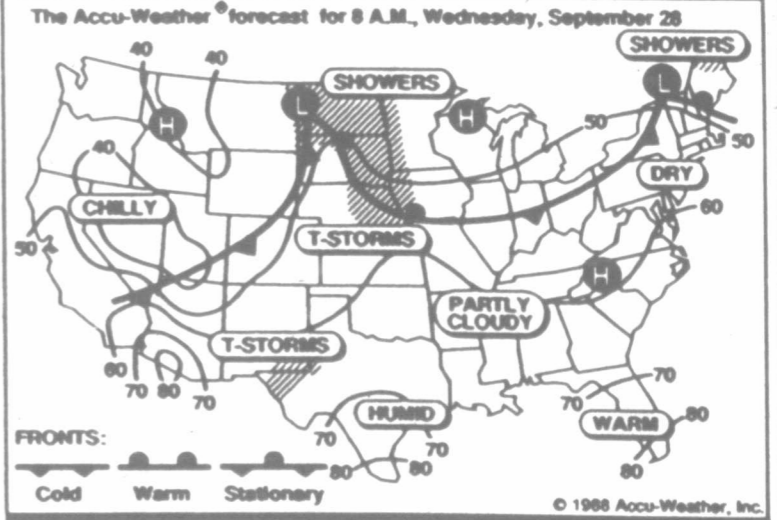 The Accu-Weather ® forecast for 8 A.M., Wednesday, September 28
SHOWERS
40
40
SHOWERS
L
L
H
H
50
50
40
DRY
CHILLY
60
50
T-STORMS
H
PARTLY
CLOUDY
T-STORMS
60
70
80
70
70
70
80
HUMID
WARM
70
70
80
80
80
FRONTS:
Cold
Warm
Stationary
© 1988 Accu-Weather, Inc.